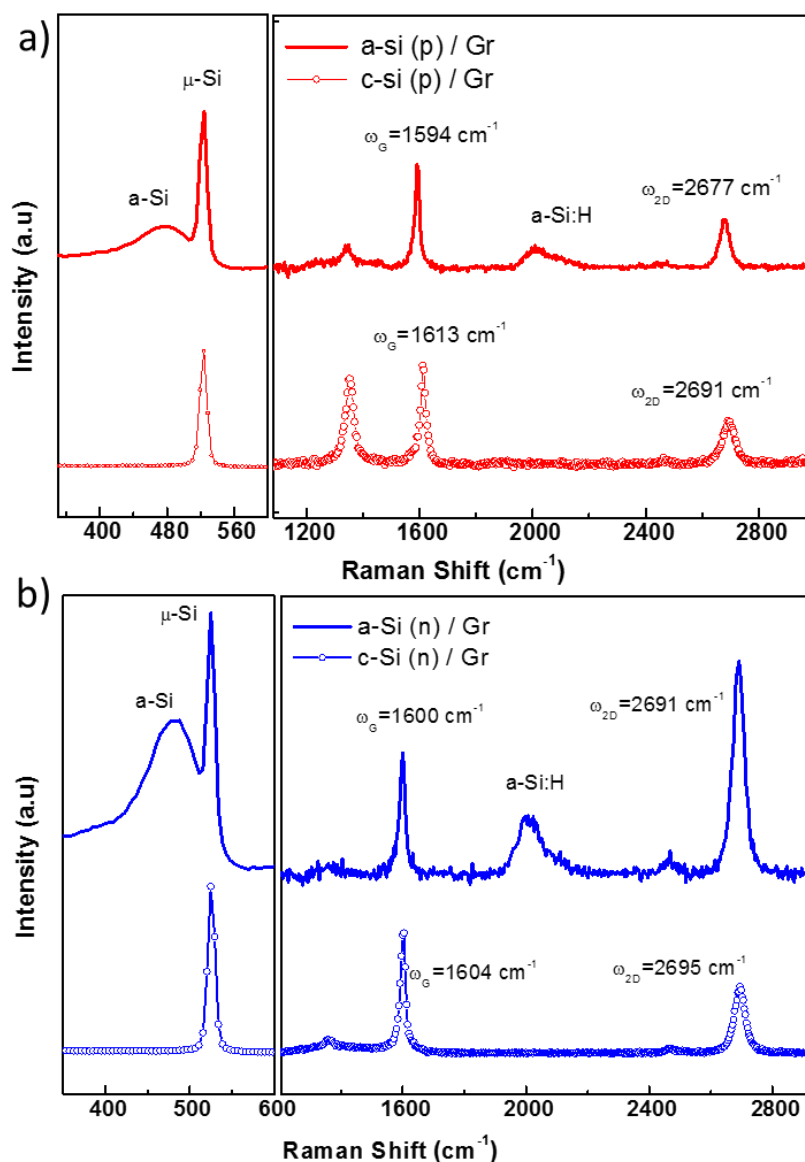 a)
a-si (p) / Gr
c-si (p) / Gr
μ-Si
a-Si
ω_G=1594 cm⁻¹
a-Si:H
ω_2D=2677 cm⁻¹
ω_G=1613 cm⁻¹
ω_2D=2691 cm⁻¹
Intensity (a.u)
400 480 560 1200 1600 2000 2400 2800
Raman Shift (cm⁻¹)
b)
μ-Si
a-Si (n) / Gr
c-Si (n) / Gr
a-Si
ω_G=1600 cm⁻¹
ω_2D=2691 cm⁻¹
a-Si:H
ω_G=1604 cm⁻¹
ω_2D=2695 cm⁻¹
Intensity (a.u)
400 500 600 1600 2000 2400 2800
Raman Shift (cm⁻¹)